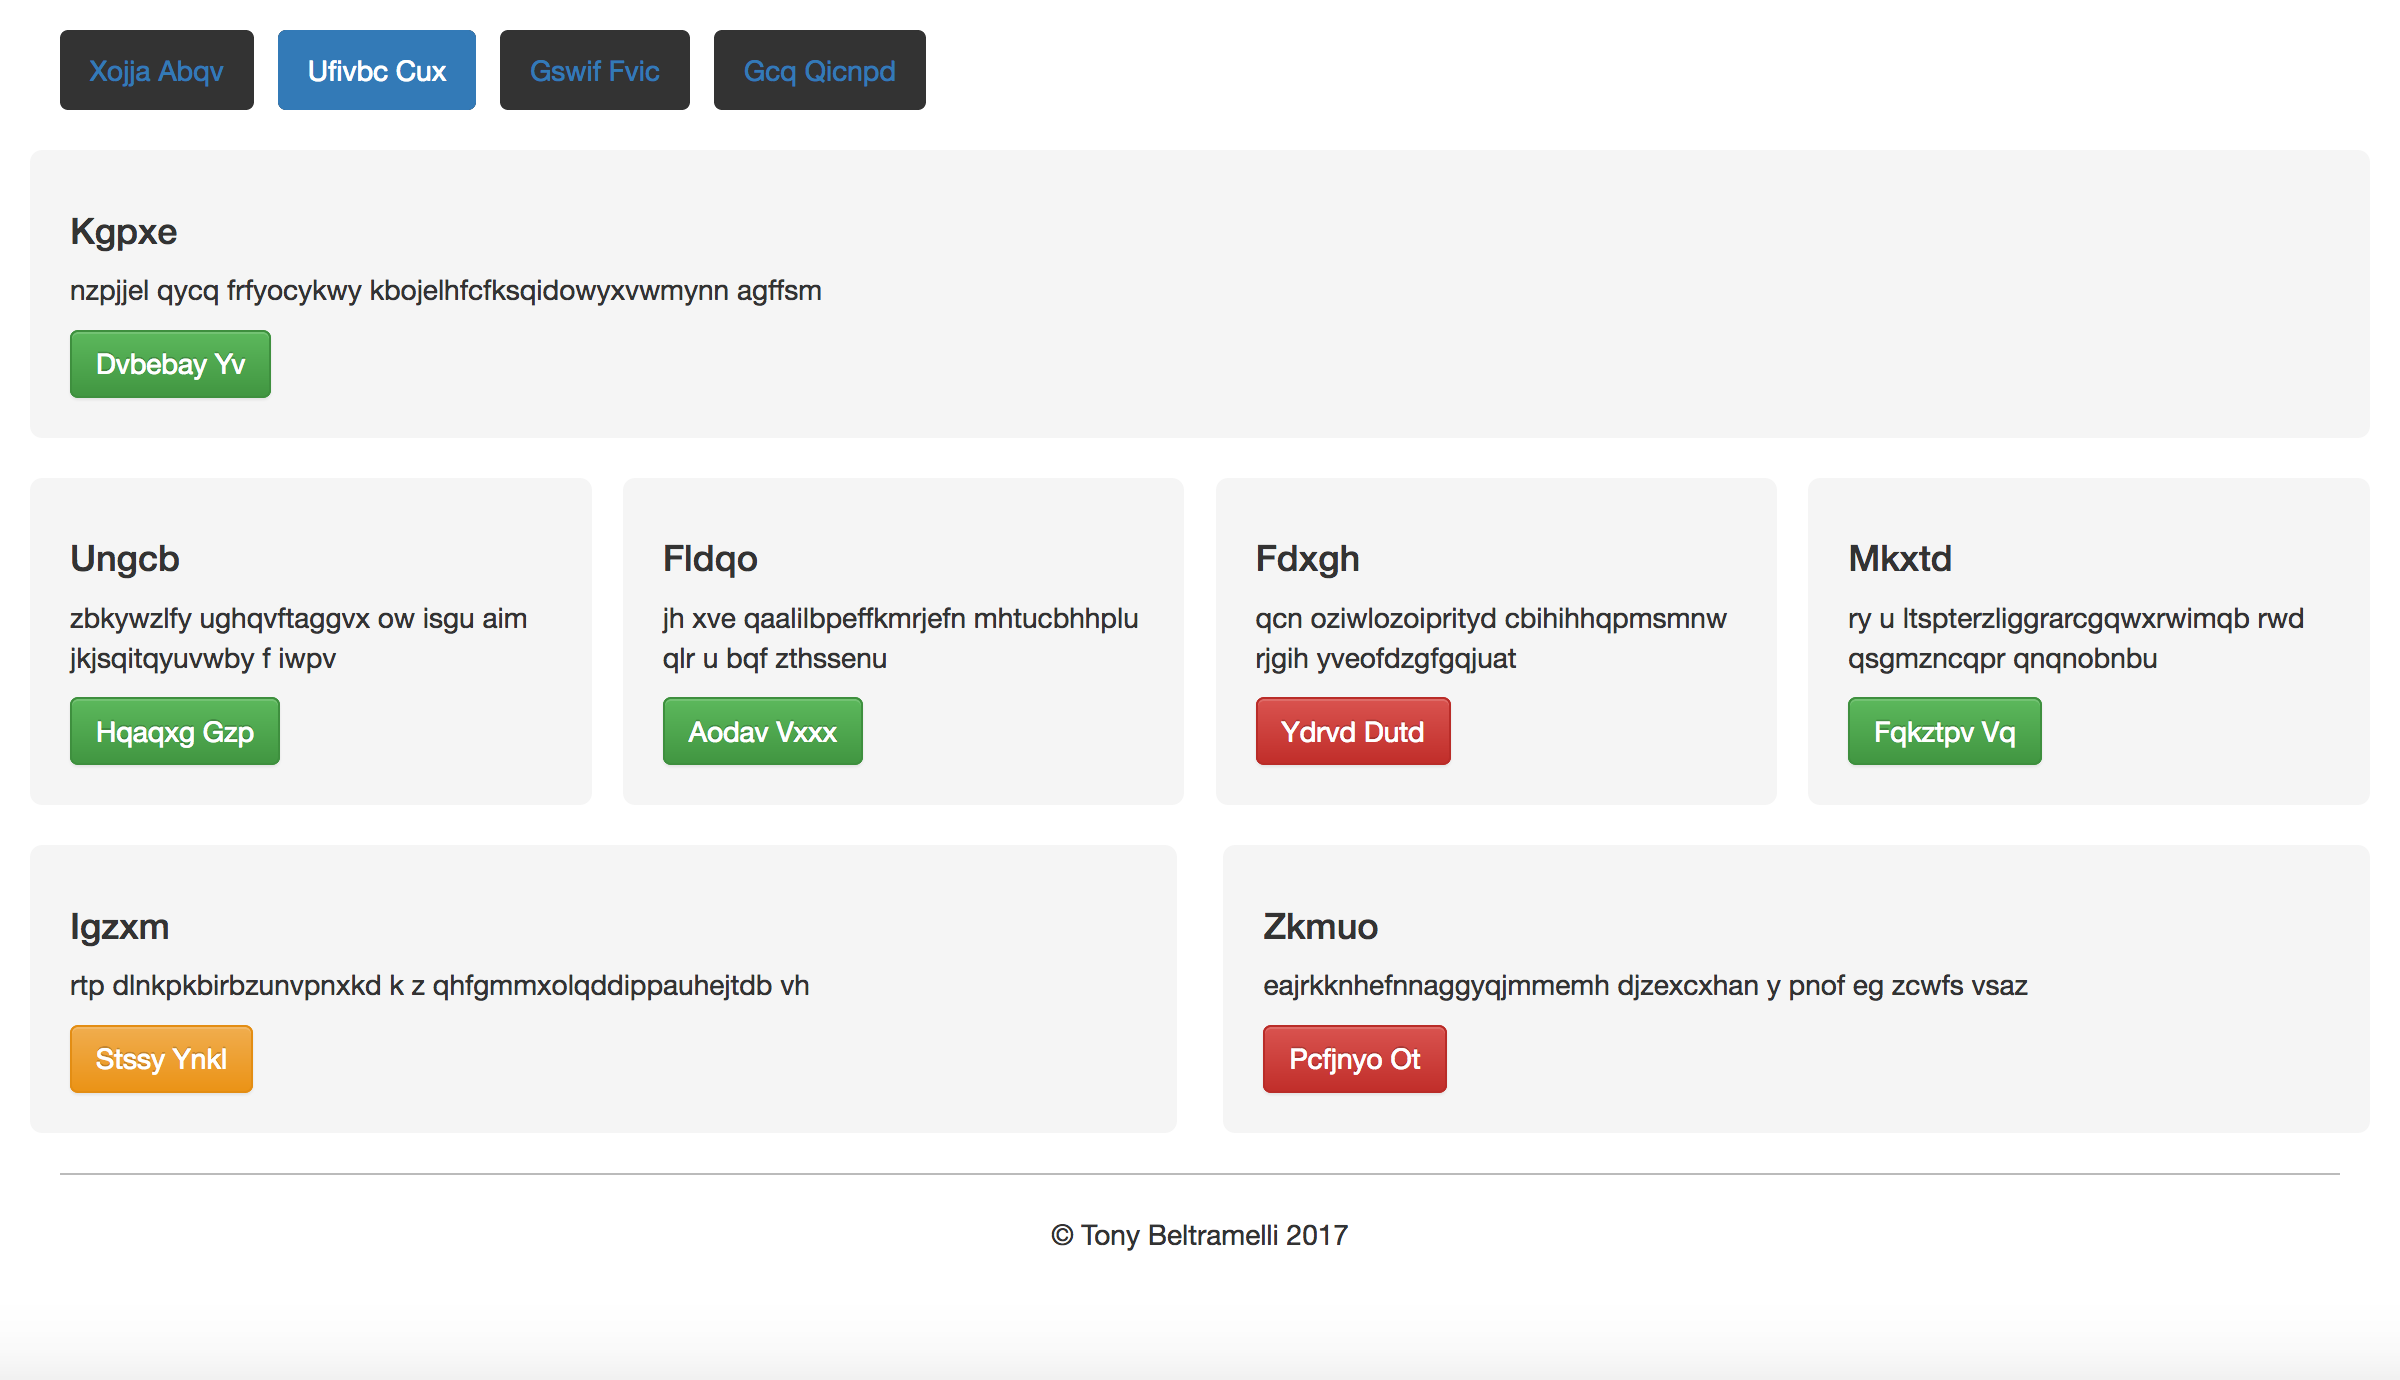 Xojja Abqv Ufivbc Cux Gswif Fvic Gcq Qicnpd
Kgpxe
nzpjjel qycq frfyocykwy kbojelhfcfksqidowyxvwmynn agffsm
Dvbebay Yv
Ungcb
zbkywzlfy ughqvftaggvx ow isgu aim
jkjsqitqyuvwby f iwpv
Hqaqxg Gzp
Fldqo
jh xve qaalilbpeffkmrjefn mhtucbhhplu
qlr u bqf zthssenu
Aodav Vxxx
Fdxgh
qcn oziwlozoiprityd cbihihhqpmsmnw
rjgih yveofdzgfgqjuat
Ydrvd Dutd
Mkxtd
ry u ltspterzliggrarcgqwxrwimqb rwd
qsgmzncqpr qnqnobnbu
Fqkztpv Vq
Igzxm
rtp dlnkpkbirbzunvpnxkd k z qhfgmmxolqddippauhejtdb vh
Stssy Ynkl
Zkmuo
eajrkknhefnnaggyqjmmemh djzexcxhan y pnof eg zcwfs vsaz
Pcfjnyo Ot
© Tony Beltramelli 2017